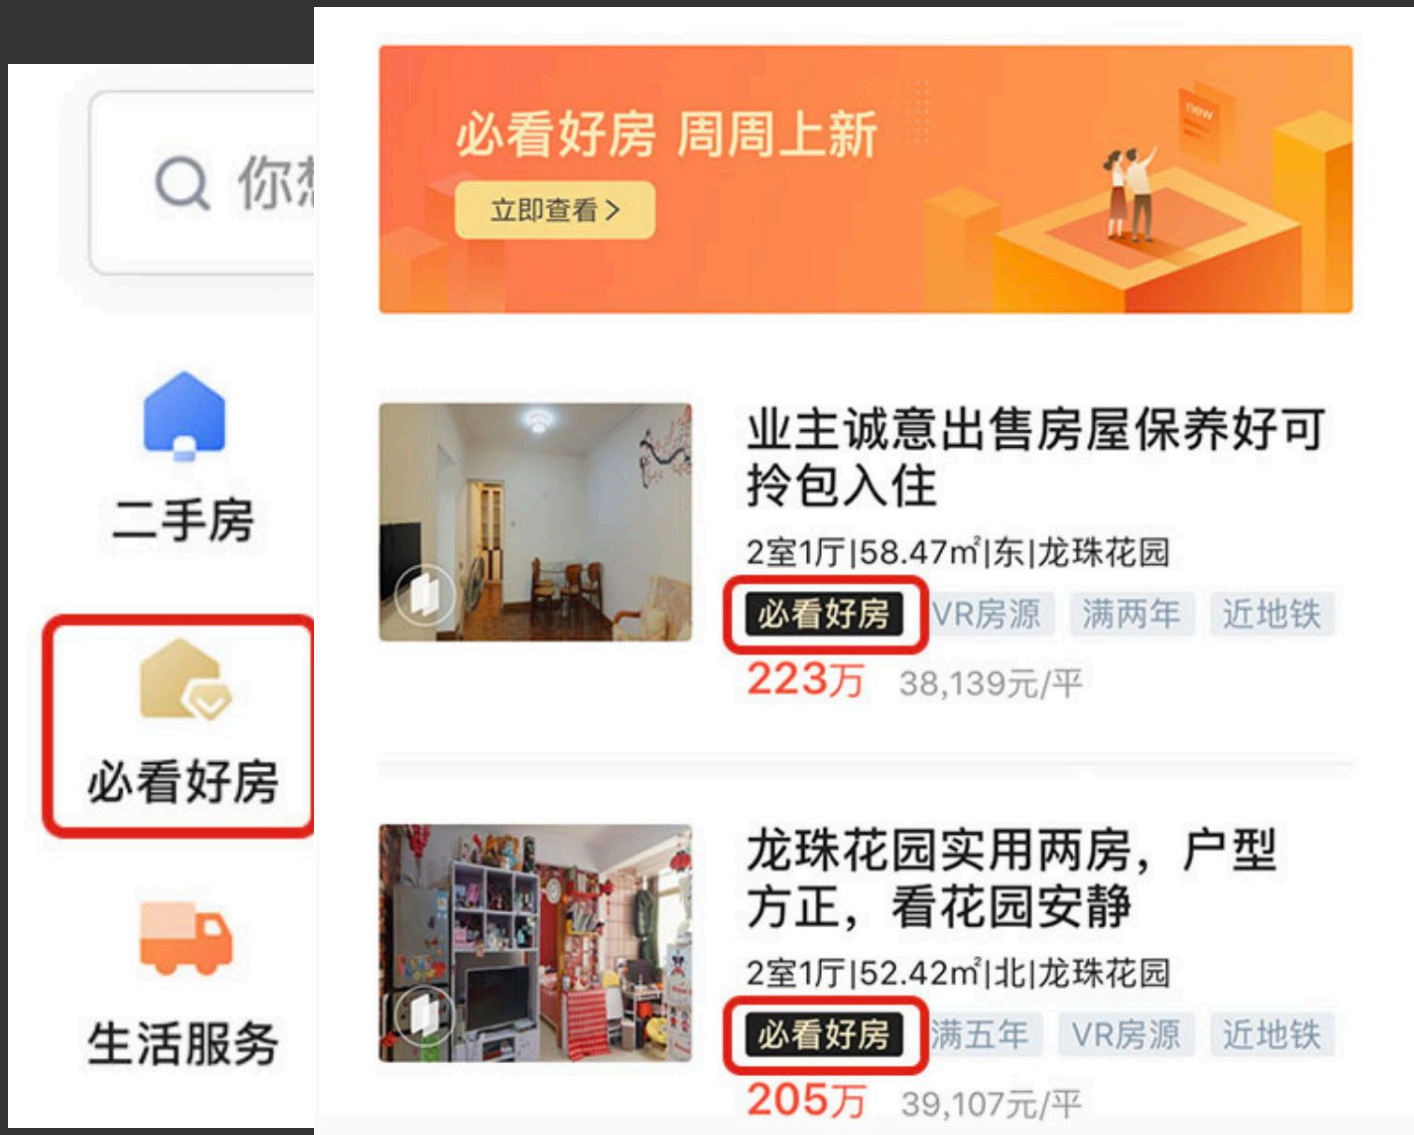 你
二手房
必看好房
生活服务
必看好房 周周上新
立即查看 >
new
业主诚意出售房屋保养好可
拎包入住
2室1厅|58.47㎡|东|龙珠花园
必看好房 VR房源 满两年 近地铁
223万 38,139元/平
龙珠花园实用两房，户型
方正，看花园安静
2室1厅|52.42㎡|北|龙珠花园
必看好房 满五年 VR房源 近地铁
205万 39,107元/平